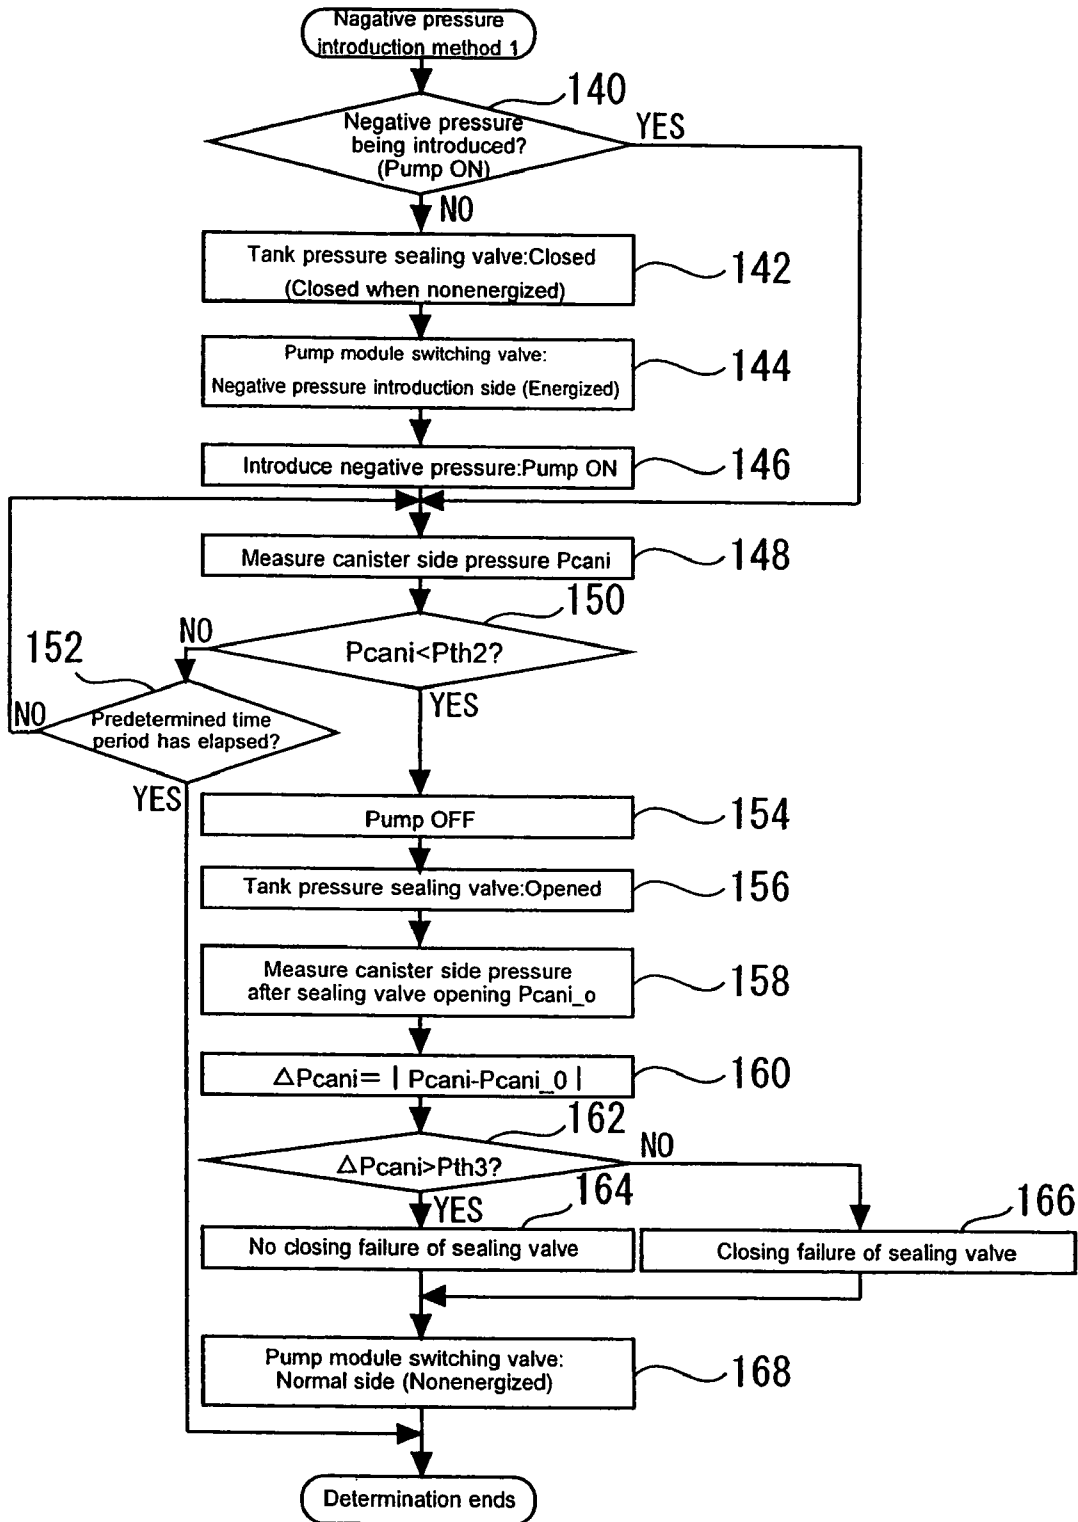 Nagative pressure
introduction method 1
140
Negative pressure
being introduced?
(Pump ON)
YES
NO
Tank pressure sealing valve:Closed
(Closed when nonenergized)
142
Pump module switching valve:
Negative pressure introduction side (Energized)
144
Introduce negative pressure:Pump ON
146
Measure canister side pressure Pcani
148
150
Pcani<Pth2?
NO
YES
152
Predetermined time
period has elapsed?
NO
YES
Pump OFF
154
Tank pressure sealing valve:Opened
156
Measure canister side pressure
after sealing valve opening Pcani_o
158
△Pcani=|Pcani-Pcani_0|
160
162
△Pcani>Pth3?
NO
YES
164
No closing failure of sealing valve
166
Closing failure of sealing valve
Pump module switching valve:
Normal side (Nonenergized)
168
Determination ends